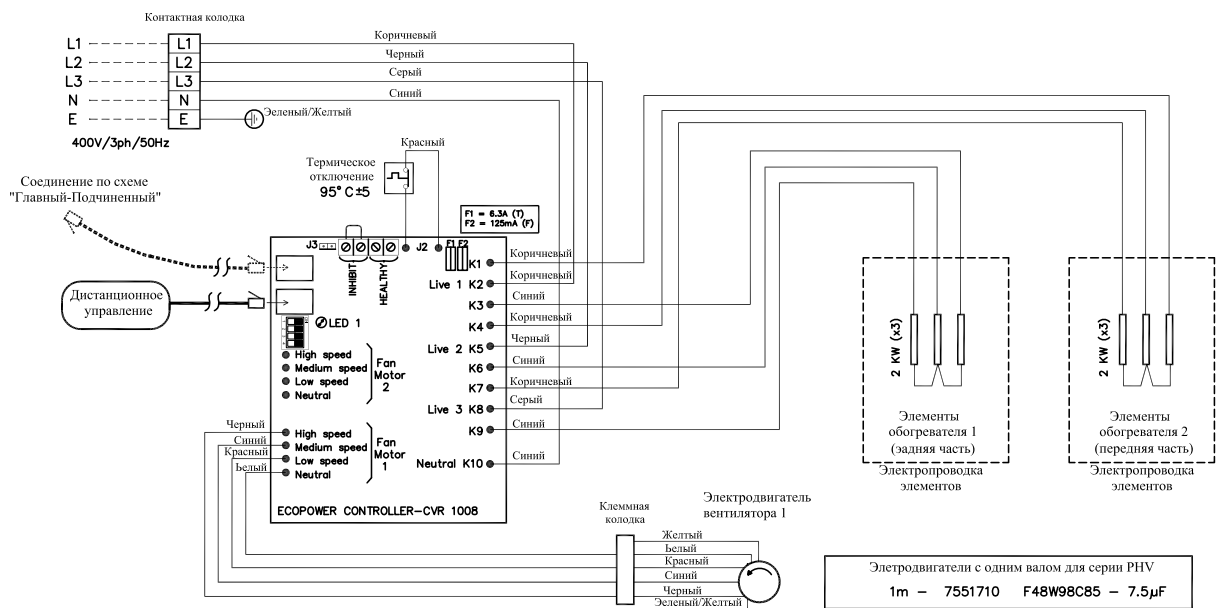 Контактная колодка
L1 L1 Коричневый
L2 L2 Черный
L3 L3 Серый
N N Синий
E E Эеленый/Желтый
400V/3ph/50Hz
Красный
Термическое
отключение
95°C±5
Соединение по схеме
"Главный-Подчиненный"
F1 = 6.3A (T)
F2 = 125mA (F)
J3 J2 F1 F2
INHIBIT
HEALTHY
Дистанционное
управление
LED 1
K1 Коричневый
Live 1 K2 Коричневый
K3 Синий
K4 Коричневый
Live 2 K5 Черный
K6 Синий
K7 Коричневый
Live 3 K8 Серый
K9 Синий
Neutral K10 Синий
High speed
Medium speed
Low speed
Neutral
Fan
Motor
2
Черный High speed
Синий Medium speed
Красный Low speed
Ьелый Neutral
Fan
Motor
1
ECOPOWER CONTROLLER-CVR 1008
2 KW (x3)
Элементы
обогревателя 1
(эадняя часть)
Электропроводка
элементов
2 KW (x3)
Элементы
обогревателя 2
(передняя часть)
Электропроводка
элементов
Клеммная
колодка
Электродвигатель
вентилятора 1
Желтый
Ьелый
Красный
Синий
Черный
Эеленый/Желтый
Элетродвигатели с одним валом для серии PHV
1m – 7551710 F48W98C85 – 7.5µF